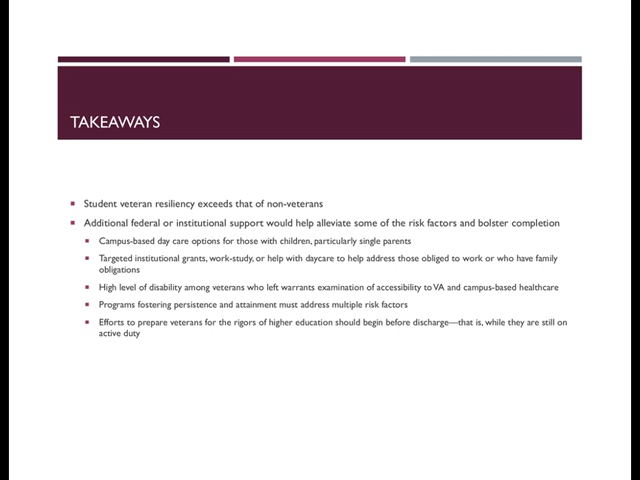 TAKEAWAYS
Student veteran resiliency exceeds that of non-veterans
Additional federal or institutional support would help alleviate some of the risk factors and bolster completion
Campus-based day care options for those with children, particularly single parents
Targeted institutional grants, work-study, or help with daycare to help address those obliged to work or who have family
obligations
High level of disability among veterans who left warrants examination of accessibility to VA and campus-based healthcare
Programs fostering persistence and attainment must address multiple risk factors
Efforts to prepare veterans for the rigors of higher education should begin before discharge—that is, while they are still on
active duty